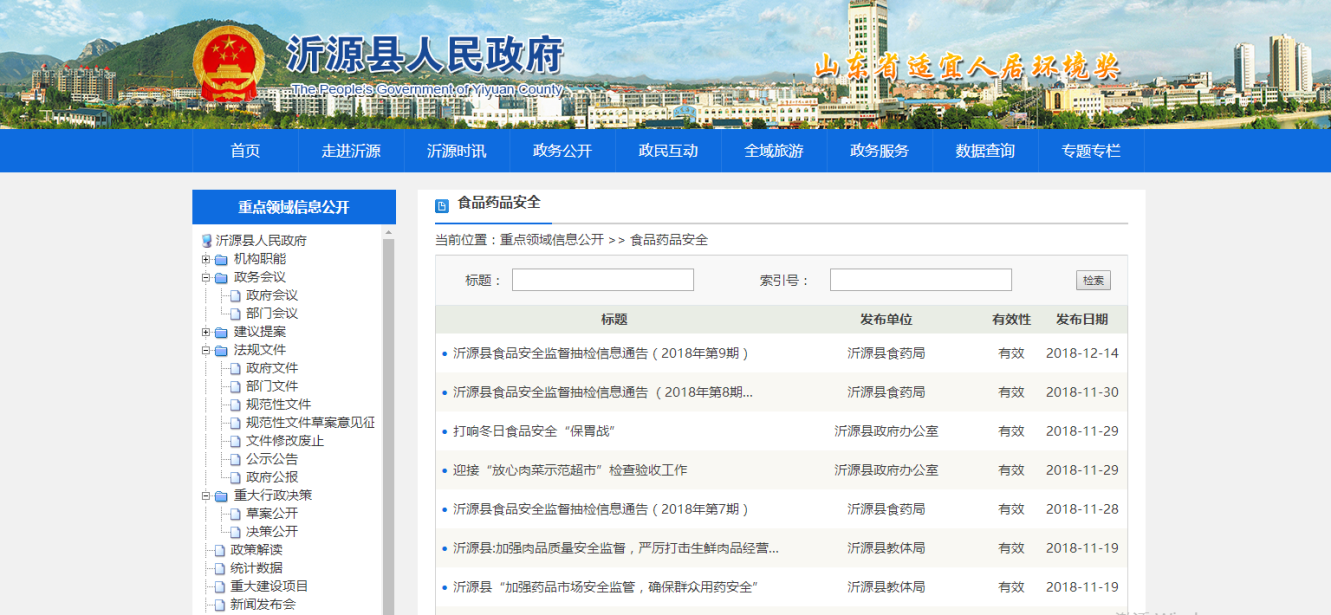 沂源县人民政府
The People's Government of Yiyuan County
山东省适宜人居环境奖
首页 走进沂源 沂源时讯 政务公开 政民互动 全域旅游 政务服务 数据查询 专题专栏
重点领域信息公开
沂源县人民政府
机构职能
政务会议
政府会议
部门会议
建议提案
法规文件
政府文件
部门文件
规范性文件
规范性文件草案意见征
文件修改废止
公示公告
政府公报
重大行政决策
草案公开
决策公开
政策解读
统计数据
重大建设项目
新闻发布会
食品药品安全
当前位置：重点领域信息公开 >> 食品药品安全
标题： 索引号： 检索
标题 发布单位 有效性 发布日期
沂源县食品安全监督抽检信息通告（2018年第9期） 沂源县食药局 有效 2018-12-14
沂源县食品安全监督抽检信息通告 （2018年第8期... 沂源县食药局 有效 2018-11-30
打响冬日食品安全“保胃战” 沂源县政府办公室 有效 2018-11-29
迎接“放心肉菜示范超市”检查验收工作 沂源县政府办公室 有效 2018-11-29
沂源县食品安全监督抽检信息通告（2018年第7期） 沂源县食药局 有效 2018-11-28
沂源县:加强肉品质量安全监督，严厉打击生鲜肉品经营... 沂源县教体局 有效 2018-11-19
沂源县“加强药品市场安全监管，确保群众用药安全” 沂源县教体局 有效 2018-11-19